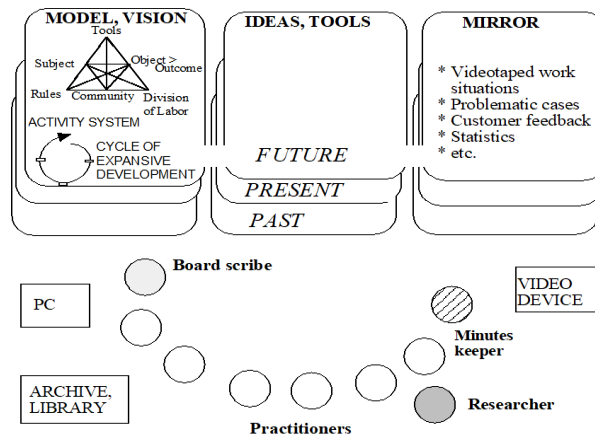 MODEL, VISION
Tools
Subject
Object >
Outcome
Rules
Community
Division
of Labor
ACTIVITY SYSTEM
CYCLE OF
EXPANSIVE
DEVELOPMENT
IDEAS, TOOLS
FUTURE
PRESENT
PAST
MIRROR
* Videotaped work
situations
* Problematic cases
* Customer feedback
* Statistics
* etc.
Board scribe
PC
VIDEO
DEVICE
Minutes
keeper
ARCHIVE,
LIBRARY
Researcher
Practitioners